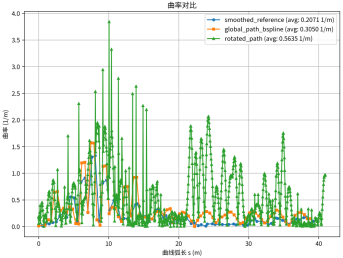 曲率对比
smoothed_reference (avg: 0.2071 1/m)
global_path_bspline (avg: 0.3050 1/m)
rotated_path (avg: 0.5635 1/m)
曲率 (1/m)
4.0
3.5
3.0
2.5
2.0
1.5
1.0
0.5
0.0
0
10
20
30
40
曲线弧长 s (m)